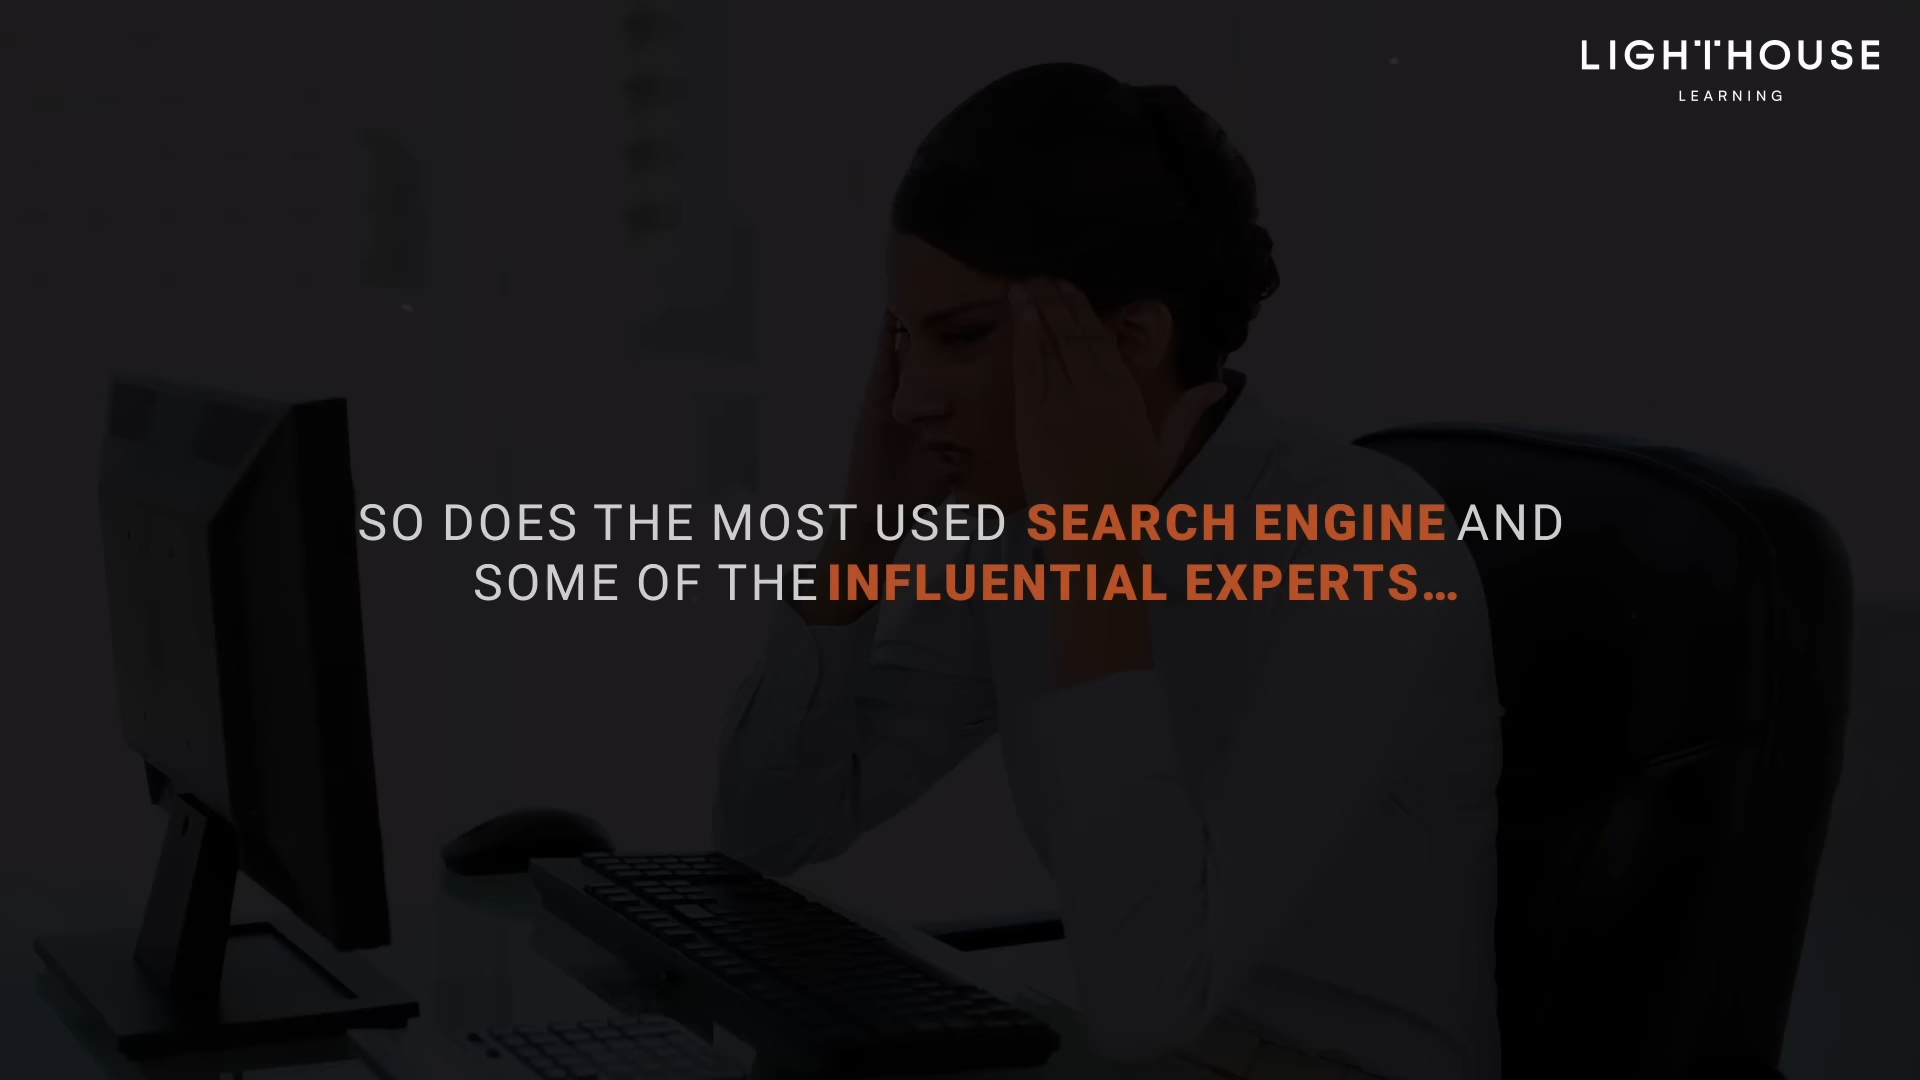 LIGHTHOUSE
LEARNING
SO DOES THE MOST USED SEARCH ENGINE AND
SOME OF THE INFLUENTIAL EXPERTS...